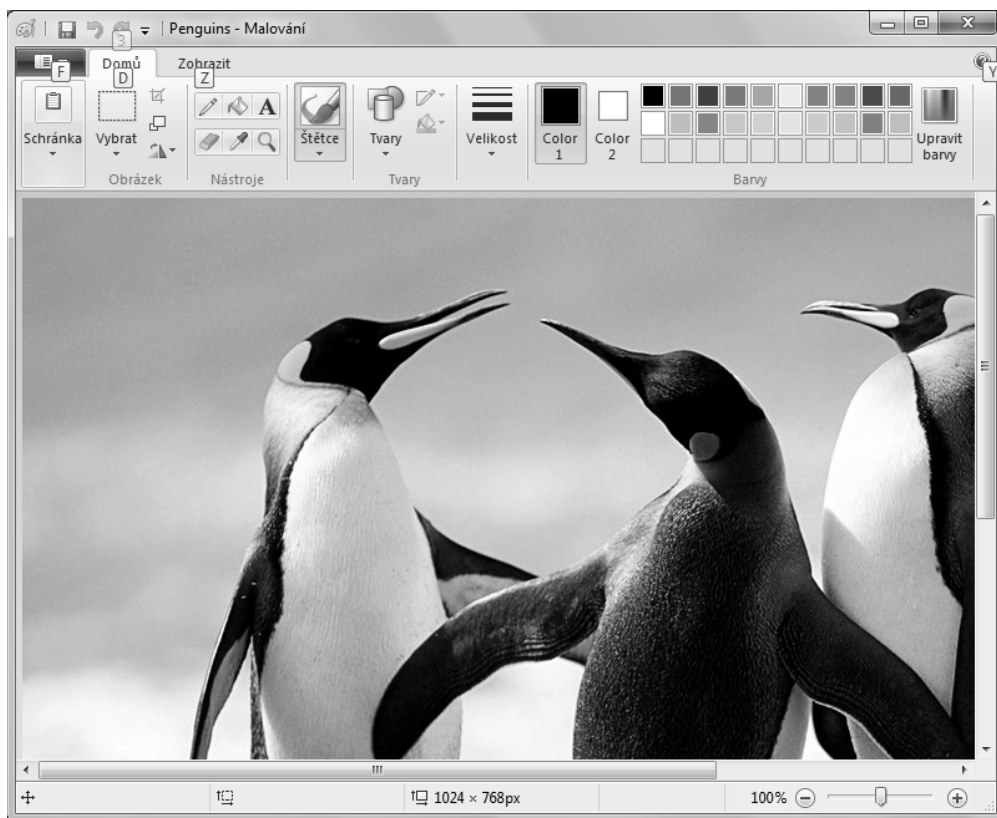 Penguins - Malování
3
F
Domů
D
Zobrazit
Z
Y
Schránka
Vybrat
A
Štětce
Tvary
Velikost
Color
1
Color
2
Upravit
barvy
Obrázek
Nástroje
Tvary
Barvy
1024 × 768px
100%